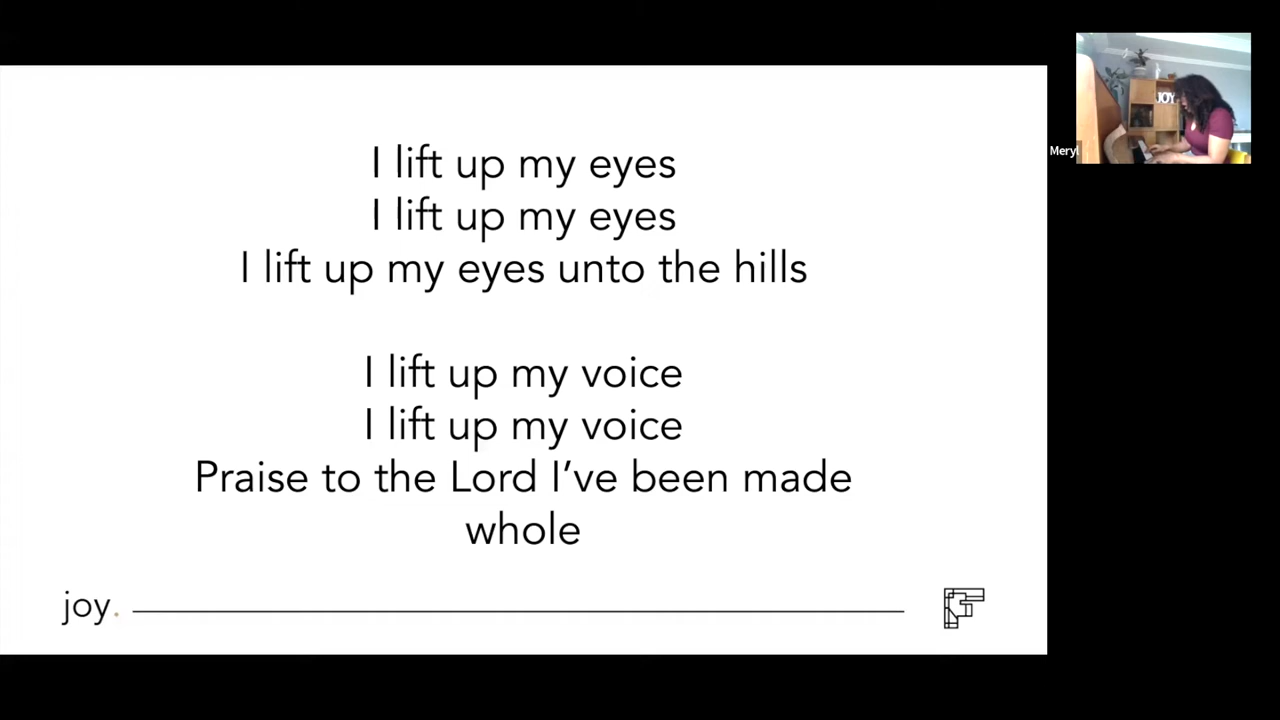 I lift up my eyes
I lift up my eyes
I lift up my eyes unto the hills
I lift up my voice
I lift up my voice
Praise to the Lord I’ve been made
whole
joy.
Meryl
JOY